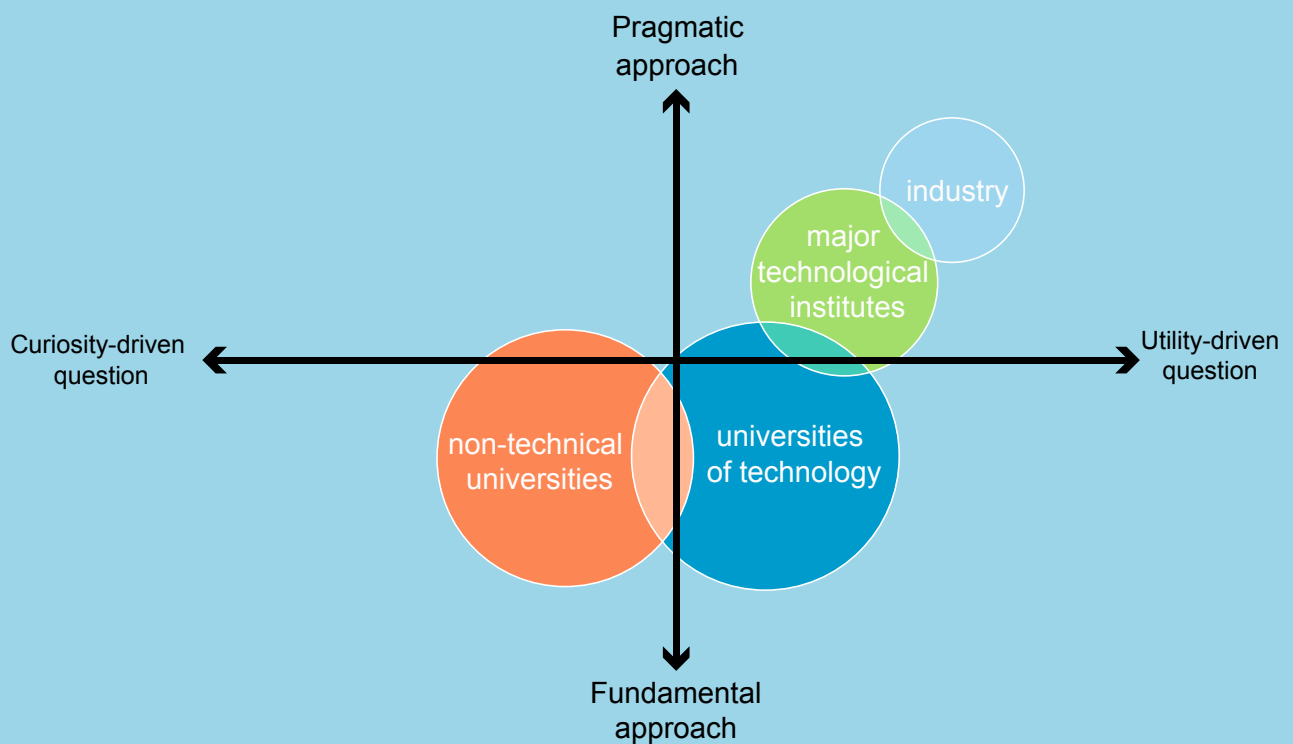 Pragmatic
approach
industry
major
technological
institutes
Curiosity-driven
question
Utility-driven
question
non-technical
universities
universities
of technology
Fundamental
approach